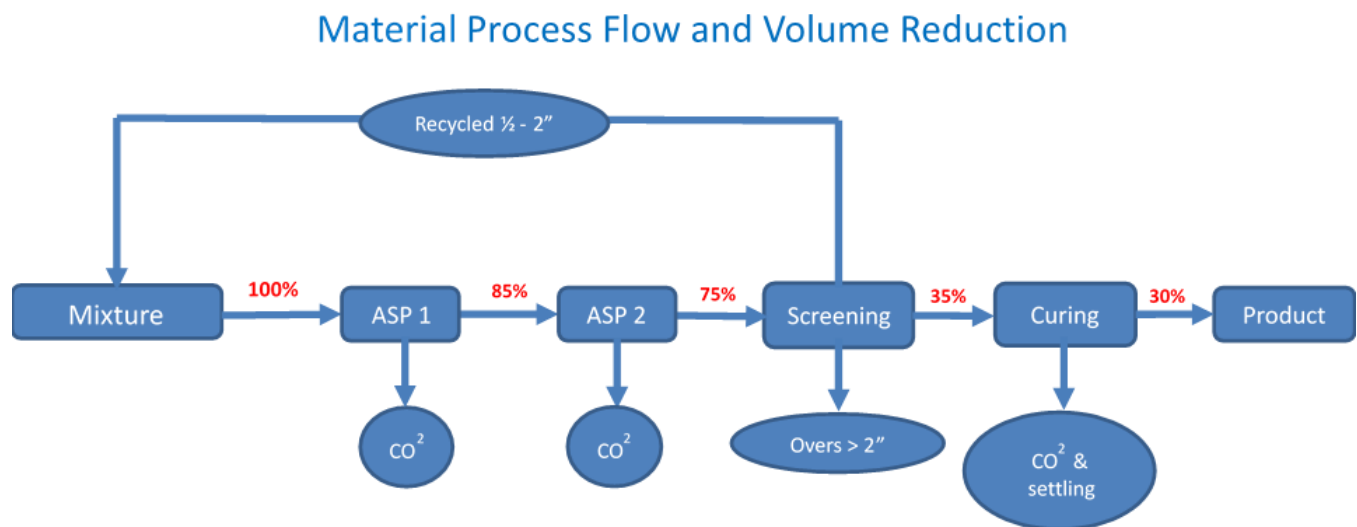 Material Process Flow and Volume Reduction
Recycled ½ - 2”
Mixture
100%
ASP 1
85%
ASP 2
75%
Screening
35%
Curing
30%
Product
CO²
CO²
Overs > 2”
CO² &
settling